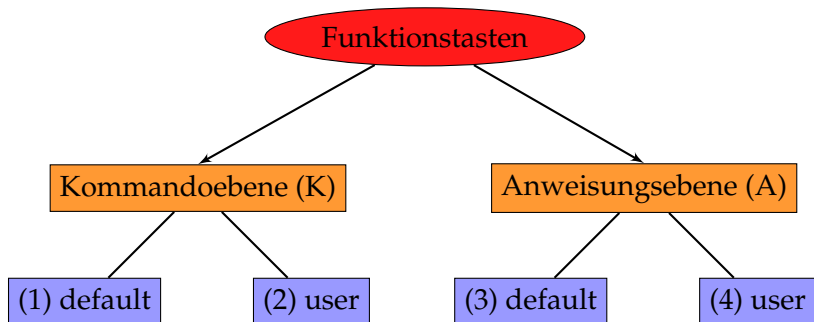 Funktionstasten
Kommandoebene (K)
Anweisungsebene (A)
(1) default
(2) user
(3) default
(4) user